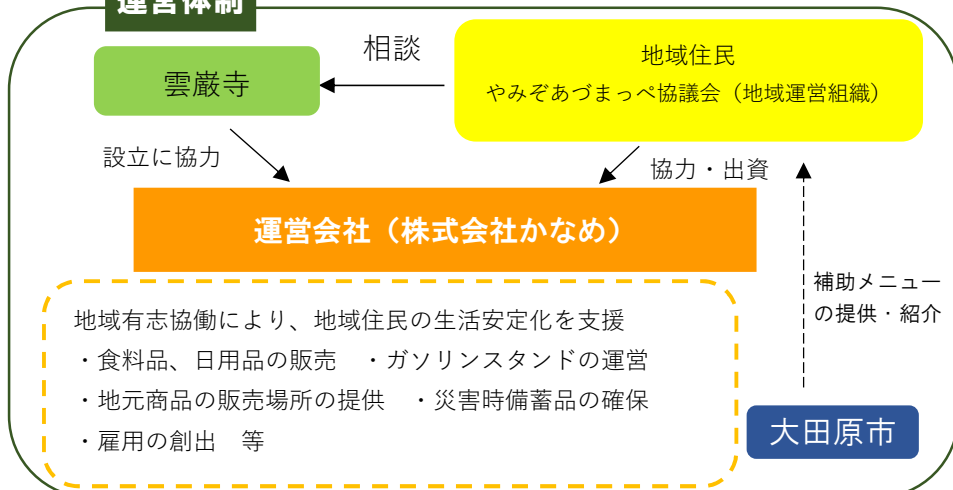 運営体制
雲巌寺
相談
地域住民
やみぞあづまっぺ協議会（地域運営組織）
設立に協力
協力・出資
運営会社（株式会社かなめ）
補助メニュー
の提供・紹介
地域有志協働により、地域住民の生活安定化を支援
・食料品、日用品の販売　・ガソリンスタンドの運営
・地元商品の販売場所の提供　・災害時備蓄品の確保
・雇用の創出　等
大田原市